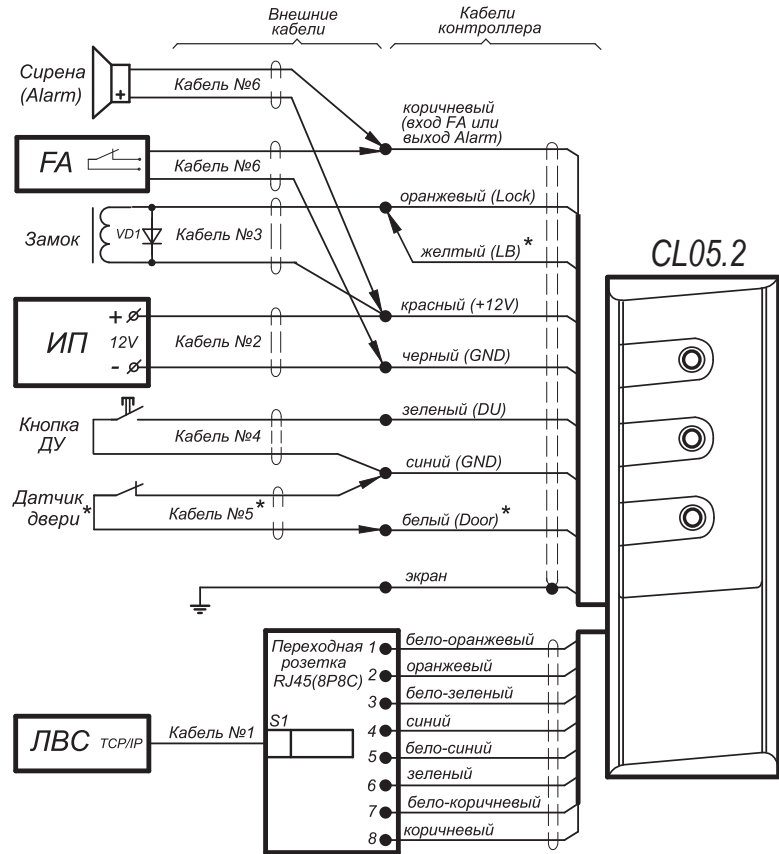 Внешние
кабели
Кабели
контроллера
Сирена
(Alarm)
+
Кабель №6
коричневый
(вход FA или
выход Alarm)
FA
Кабель №6
оранжевый (Lock)
Замок
VD1
Кабель №3
желтый (LB)*
CL05.2
ИП
+
12V
-
Кабель №2
красный (+12V)
черный (GND)
Кнопка
ДУ
Кабель №4
зеленый (DU)
синий (GND)
Датчик
двери*
Кабель №5*
белый (Door)*
экран
Переходная
розетка
RJ45(8P8C)
S1
ЛВС TCP/IP
Кабель №1
1 бело-оранжевый
2 оранжевый
3 бело-зеленый
4 синий
5 бело-синий
6 зеленый
7 бело-коричневый
8 коричневый